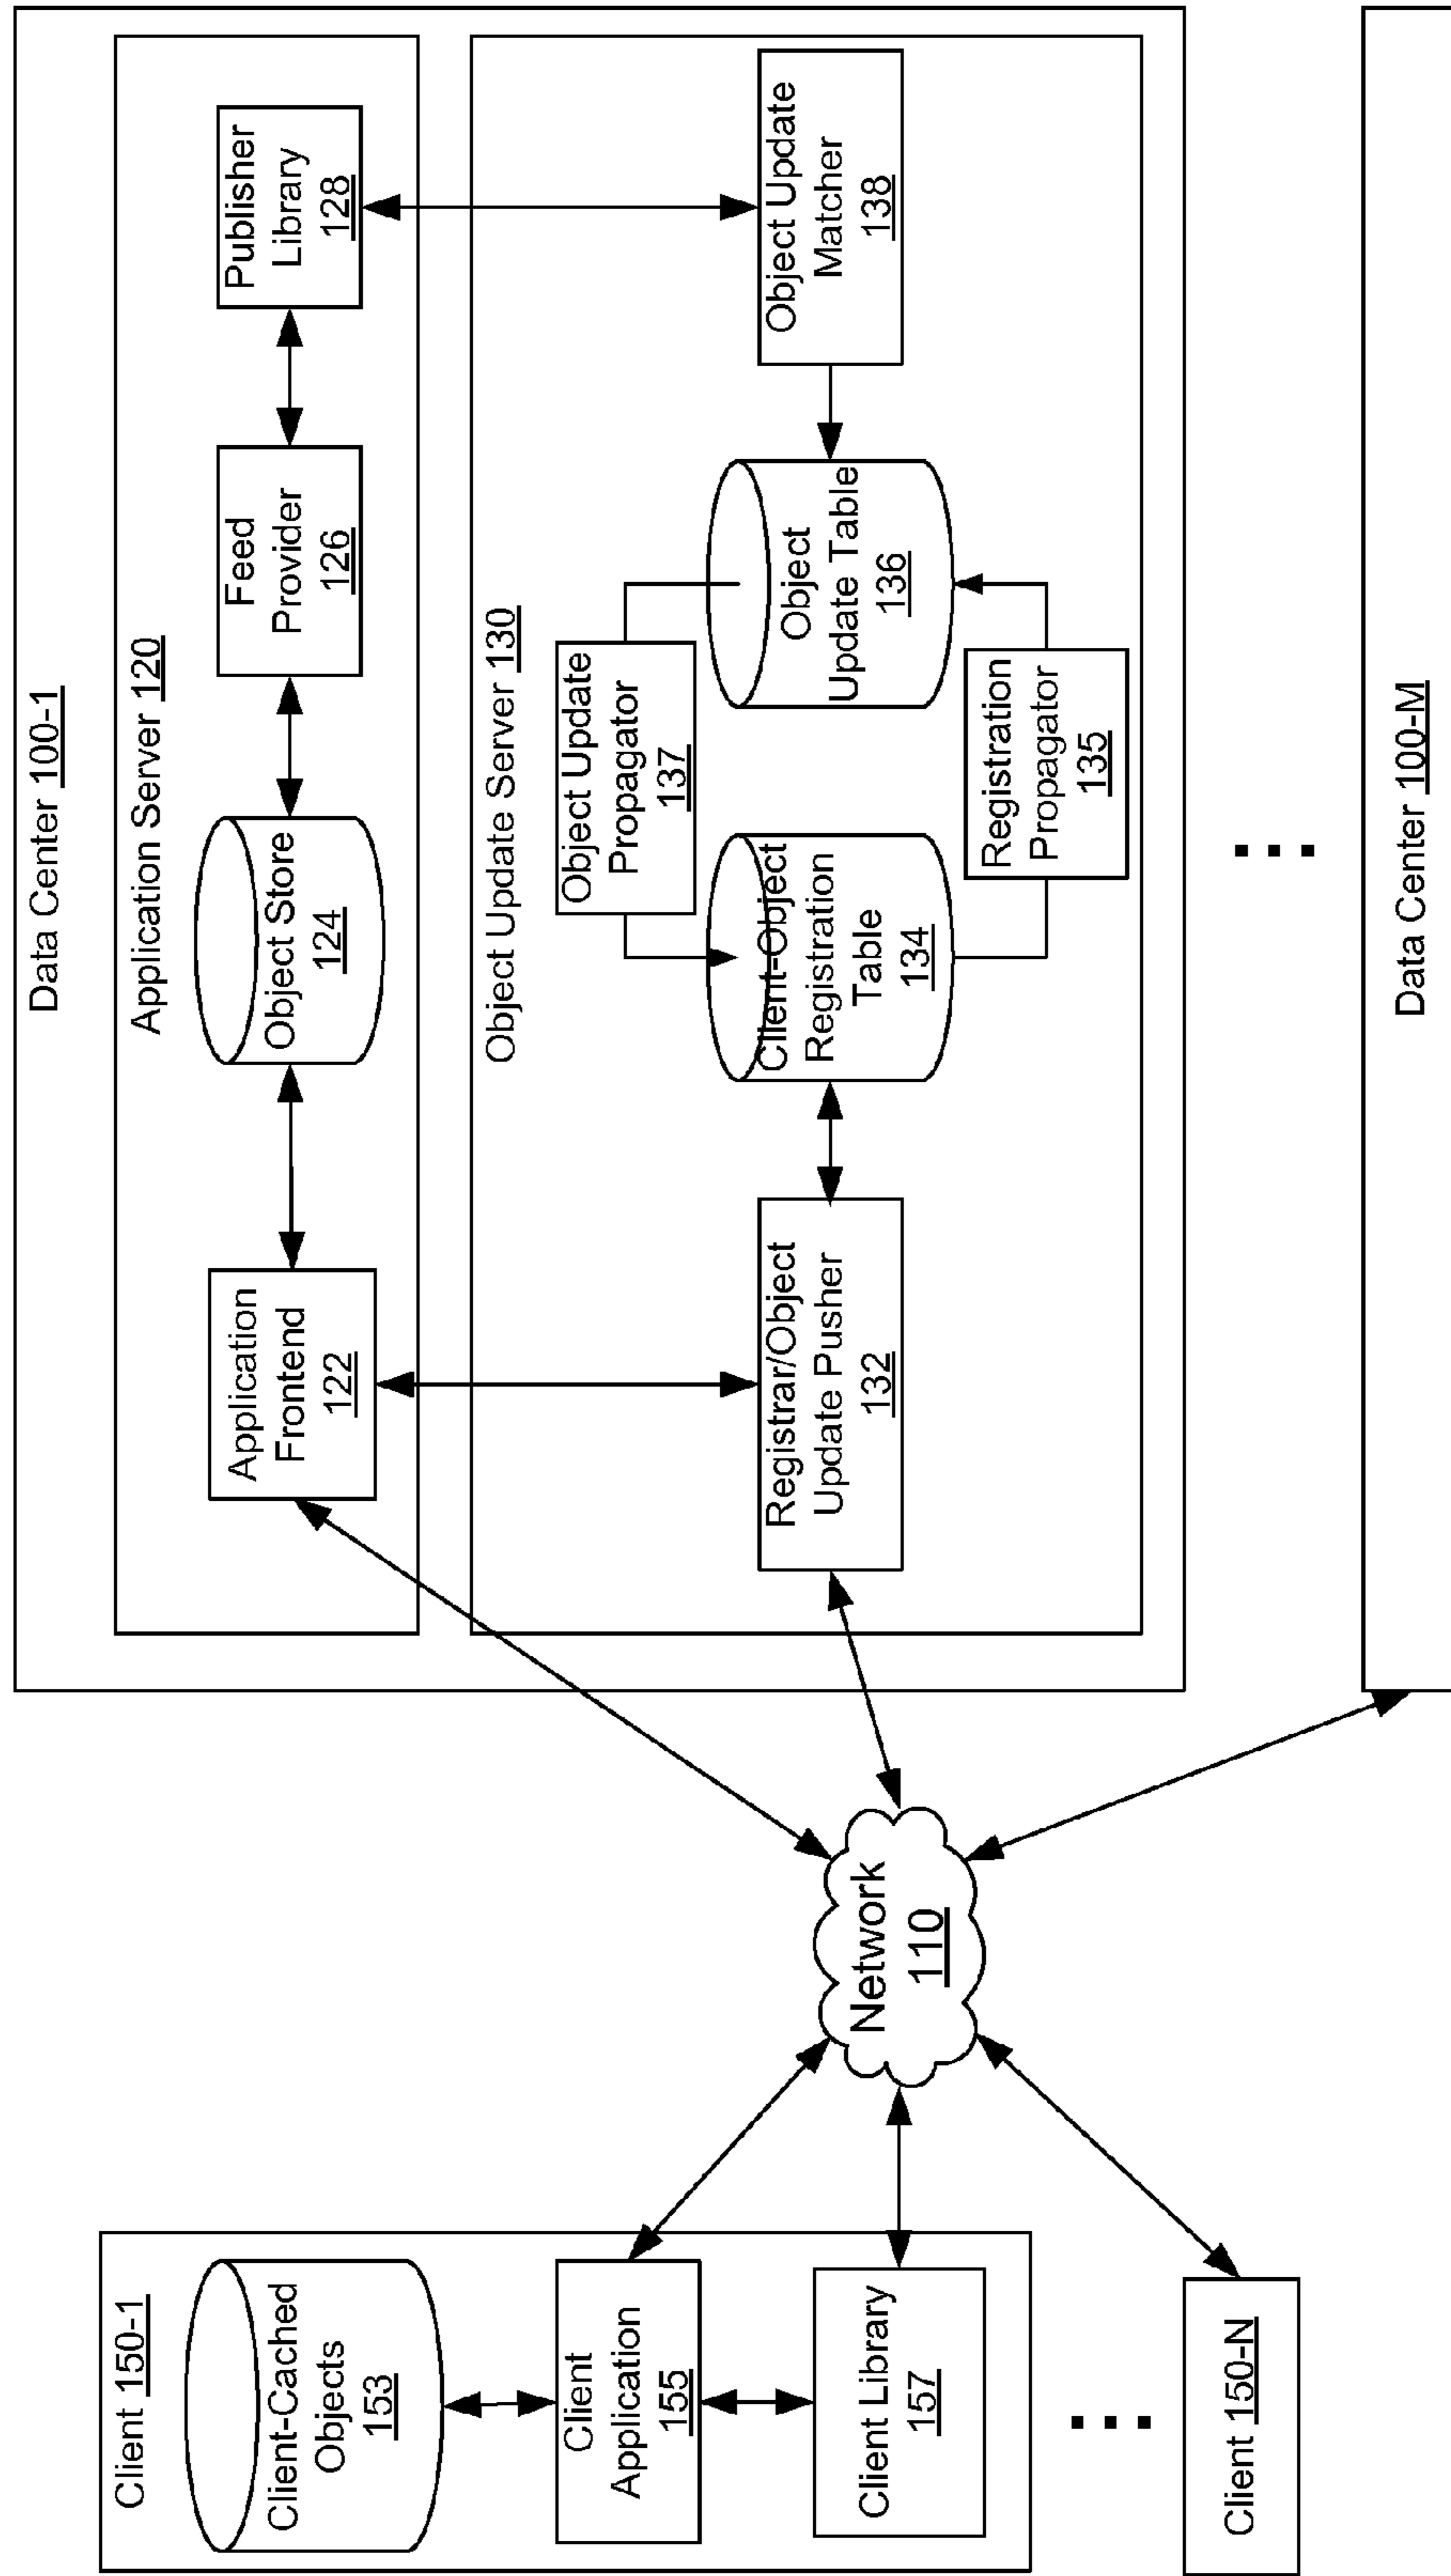 Client 150-1
Client-Cached
Objects
153
Client
Application
155
Client Library
157
Client 150-N
Network
110
Data Center 100-1
Application Server 120
Application
Frontend
122
Object Store
124
Feed
Provider
126
Publisher
Library
128
Object Update Server 130
Registrar/Object
Update Pusher
132
Client-Object
Registration
Table
134
Object Update
Propagator
137
Registration
Propagator
135
Object
Update Table
136
Object Update
Matcher
138
Data Center 100-M